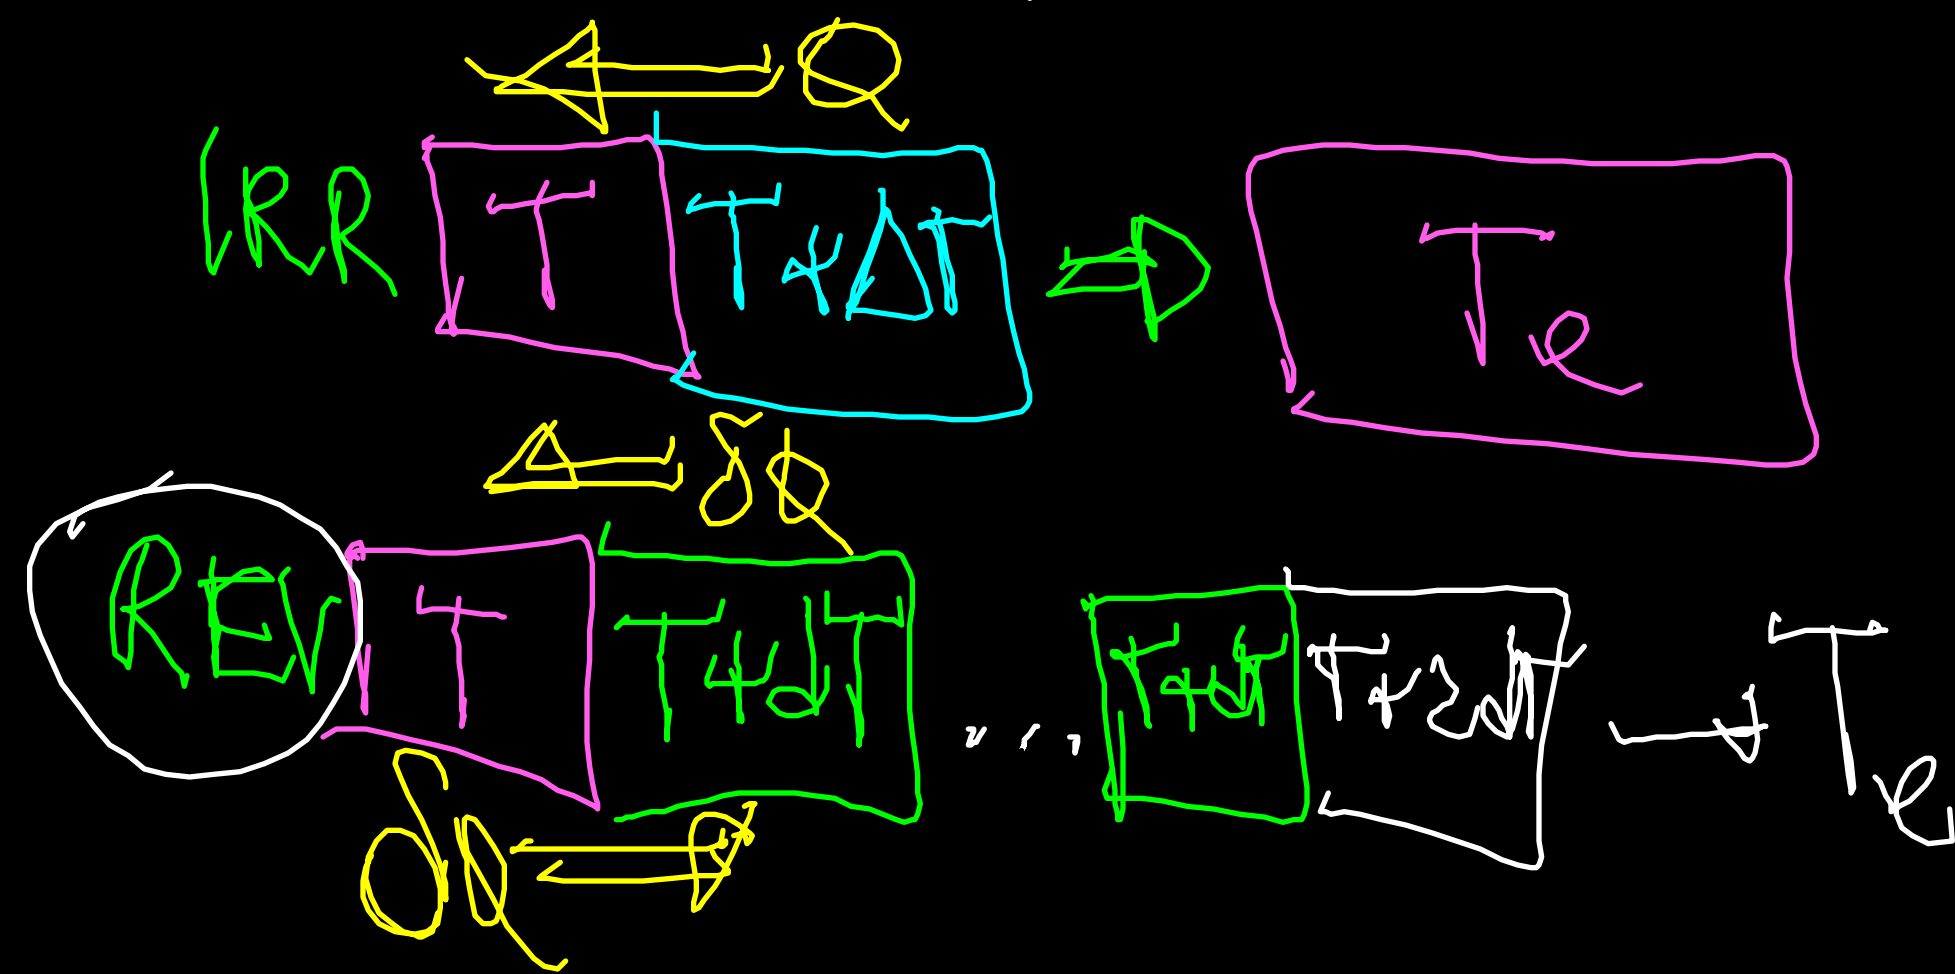 Q
IRR T T+ΔT ⇒ Te
δQ
REV T T+dT ... T+dT T+2dT → Te
δQ